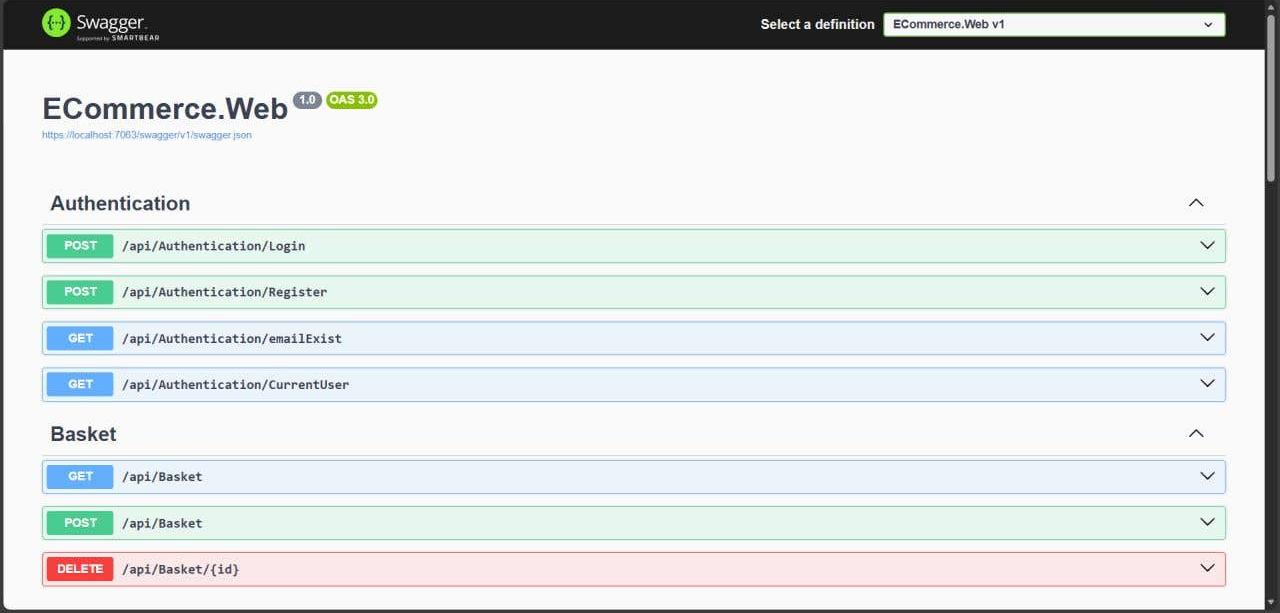 Swagger.
Supported by SMARTBEAR
Select a definition
ECommerce.Web v1
ECommerce.Web 1.0 OAS 3.0
https://localhost:7063/swagger/v1/swagger.json
Authentication
POST /api/Authentication/Login
POST /api/Authentication/Register
GET /api/Authentication/emailExist
GET /api/Authentication/CurrentUser
Basket
GET /api/Basket
POST /api/Basket
DELETE /api/Basket/{id}